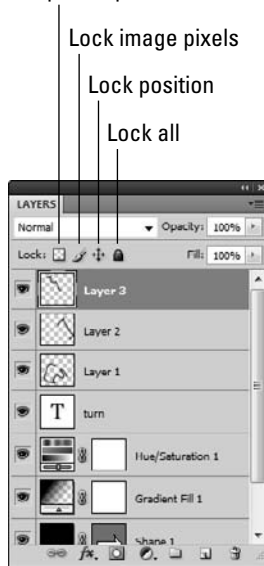 Lock image pixels
Lock position
Lock all
LAYERS
Normal Opacity: 100%
Lock: Fill: 100%
Layer 3
Layer 2
Layer 1
T turn
Hue/Saturation 1
Gradient Fill 1
Shape 1
fx.